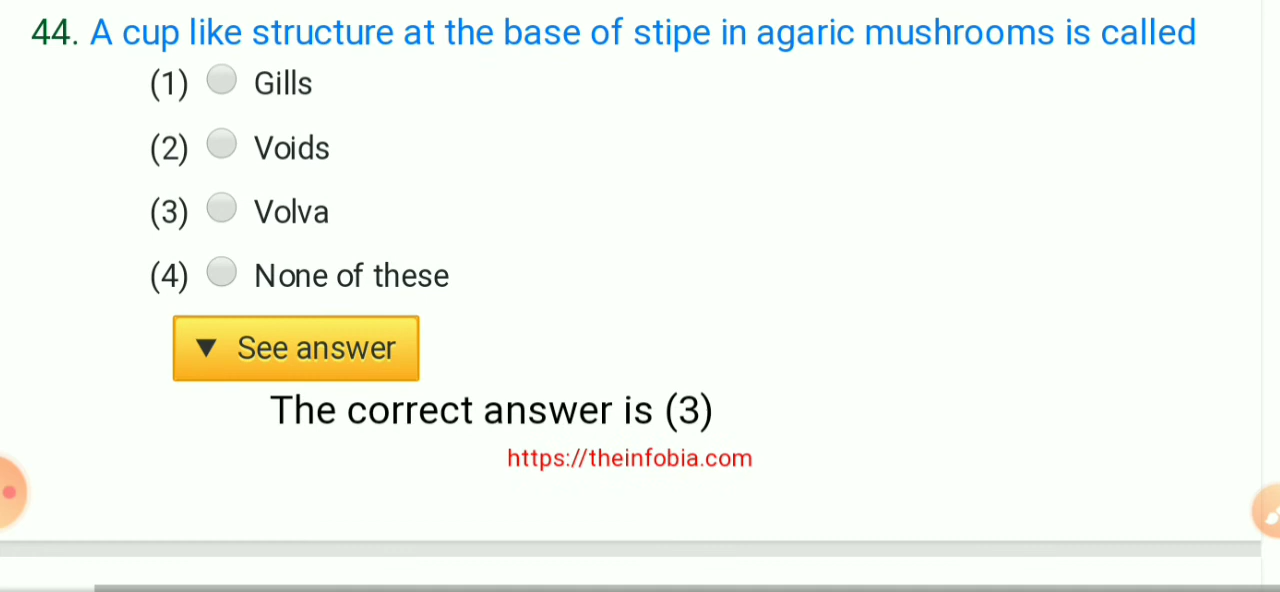 44. A cup like structure at the base of stipe in agaric mushrooms is called
(1) Gills
(2) Voids
(3) Volva
(4) None of these
▼ See answer
The correct answer is (3)
https://theinfobia.com